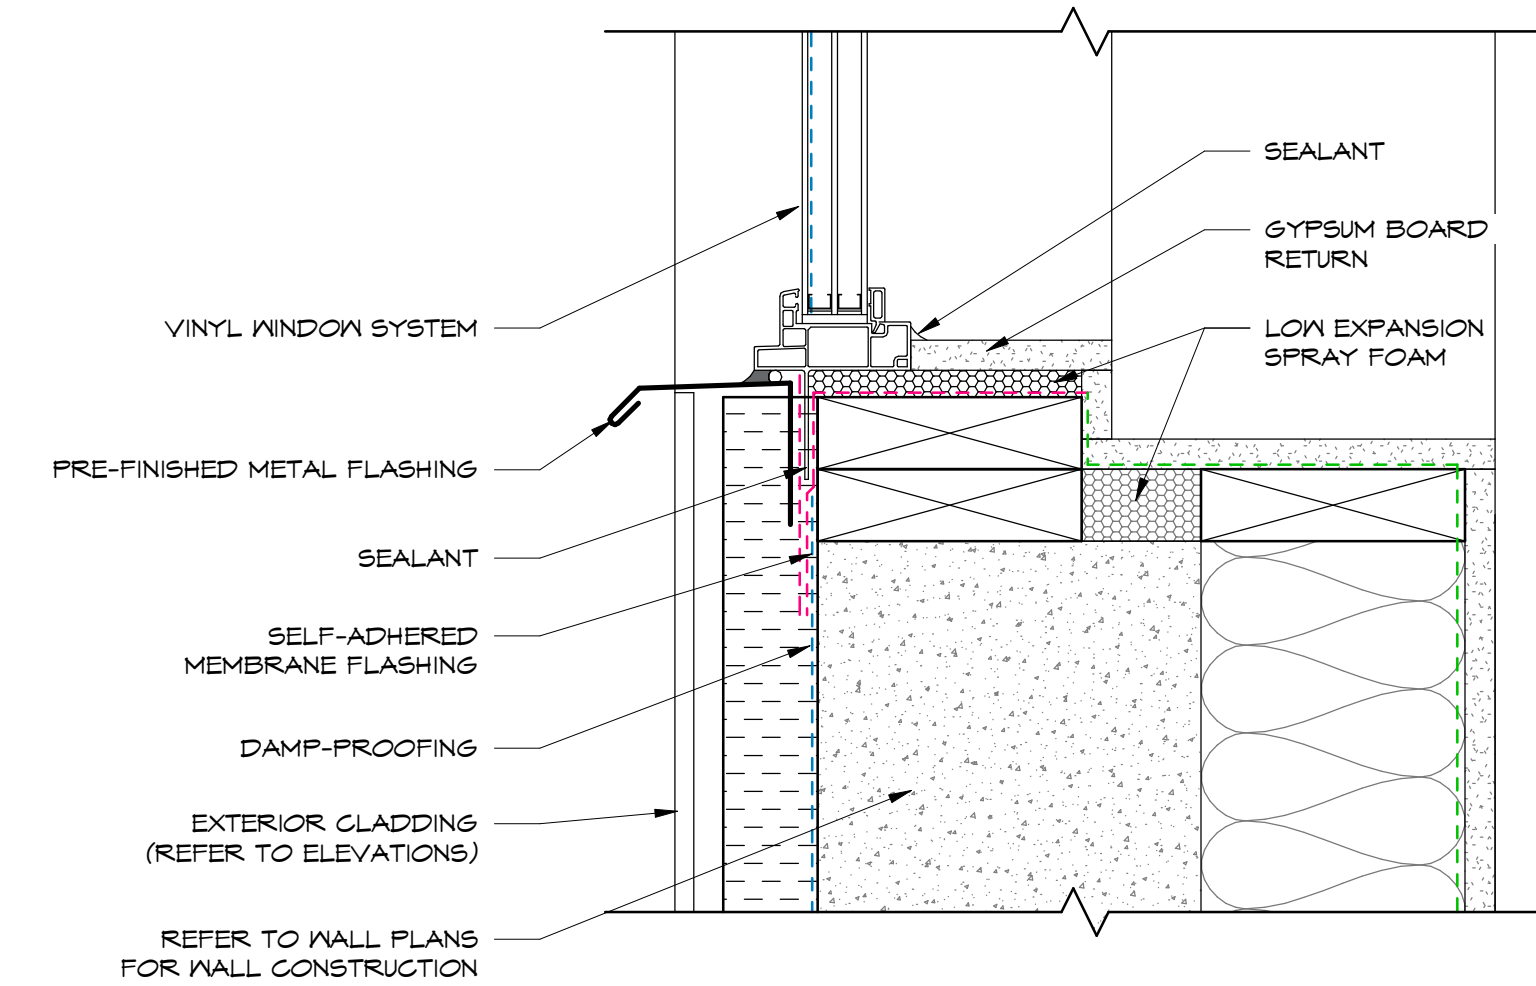 VINYL WINDOW SYSTEM
PRE-FINISHED METAL FLASHING
SEALANT
SELF-ADHERED
MEMBRANE FLASHING
DAMP-PROOFING
EXTERIOR CLADDING
(REFER TO ELEVATIONS)
REFER TO WALL PLANS
FOR WALL CONSTRUCTION
SEALANT
GYPSUM BOARD
RETURN
LOW EXPANSION
SPRAY FOAM